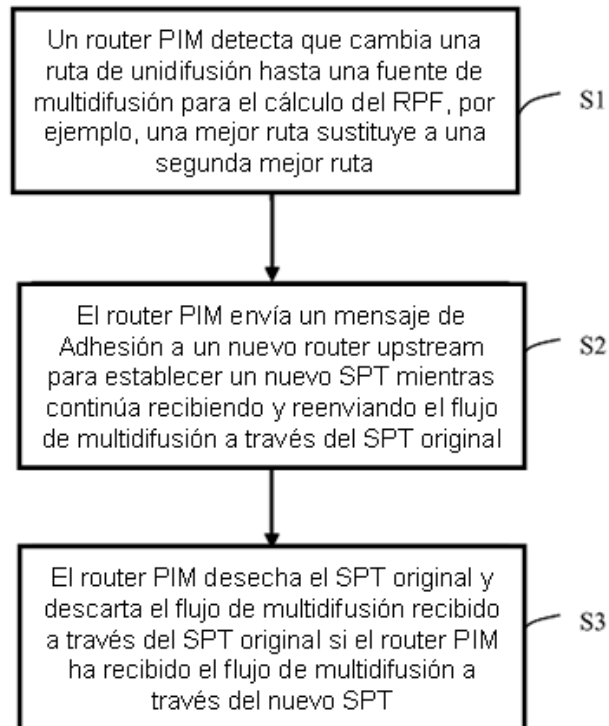 Un router PIM detecta que cambia una
ruta de unidifusión hasta una fuente de
multidifusión para el cálculo del RPF, por
ejemplo, una mejor ruta sustituye a una
segunda mejor ruta
S1
El router PIM envía un mensaje de
Adhesión a un nuevo router upstream
para establecer un nuevo SPT mientras
continúa recibiendo y reenviando el flujo
de multidifusión a través del SPT original
S2
El router PIM desecha el SPT original y
descarta el flujo de multidifusión recibido
a través del SPT original si el router PIM
ha recibido el flujo de multidifusión a
través del nuevo SPT
S3